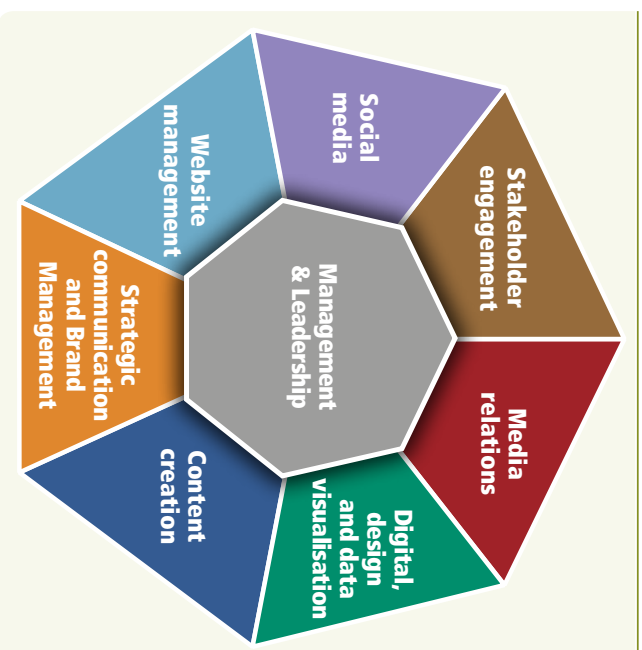 Stakeholder
engagement
Media
relations
Social
media
Digital,
design
and data
visualisation
Management
& Leadership
Website
management
Content
creation
Strategic
communication
and Brand
Management